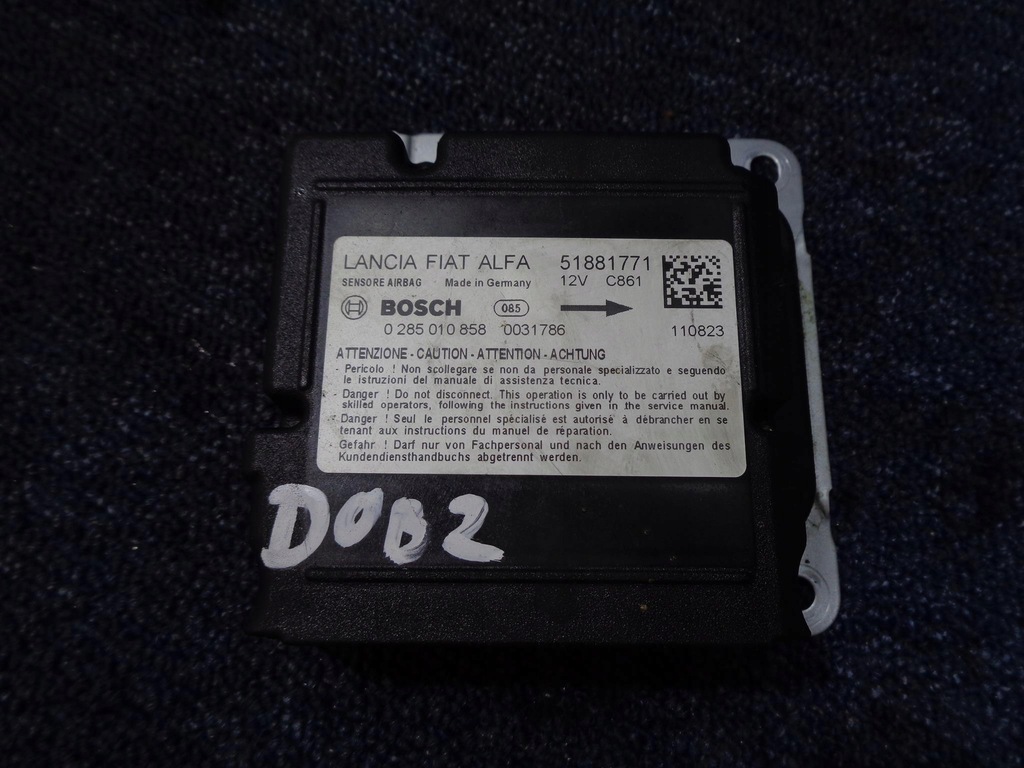 LANCIA FIAT ALFA 51881771
SENSORE AIRBAG Made in Germany 12V C861
BOSCH 085
0 285 010 858 0031786 110823
ATTENZIONE - CAUTION - ATTENTION - ACHTUNG
- Pericolo ! Non scollegare se non da personale specializzato e seguendo
le istruzioni del manuale di assistenza tecnica.
- Danger ! Do not disconnect. This operation is only to be carried out by
skilled operators, following the instructions given in the service manual.
- Danger ! Seul le personnel spécialisé est autorisé à débrancher en se
tenant aux instructions du manuel de réparation.
- Gefahr ! Darf nur von Fachpersonal und nach den Anweisungen des
Kundendiensthandbuchs abgetrennt werden.
DOB2